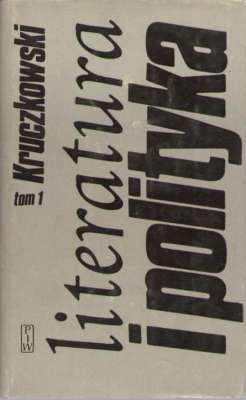 Kruczkowski
tom 1
literatura
i polityka
PIW